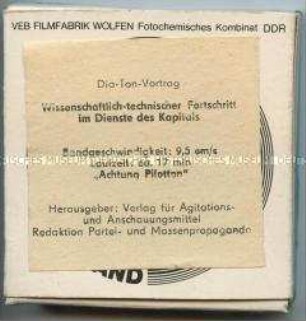 VEB FILMFABRIK WOLFEN Fotochemisches Kombinat DDR
Dia-Ton-Vortrag
Wissenschaftlich-technischer Fortschritt
im Dienste des Kapitals
Bandgeschwindigkeit: 9,5 cm/s
Laufzeit: ca. 17 min
„Achtung Pilotton"
Herausgeber: Verlag für Agitations-
und Anschauungsmittel
Redaktion Partei- und Massenpropaganda